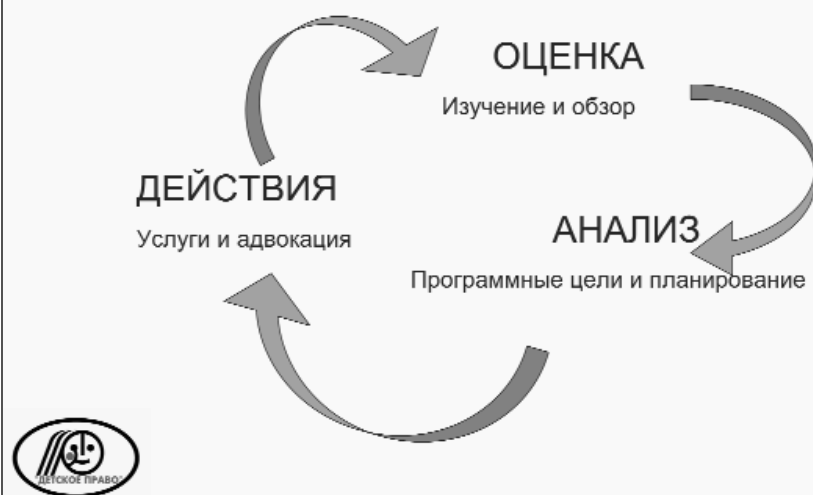 ОЦЕНКА
Изучение и обзор
ДЕЙСТВИЯ
Услуги и адвокация
АНАЛИЗ
Программные цели и планирование
"ДЕТСКОЕ ПРАВО"